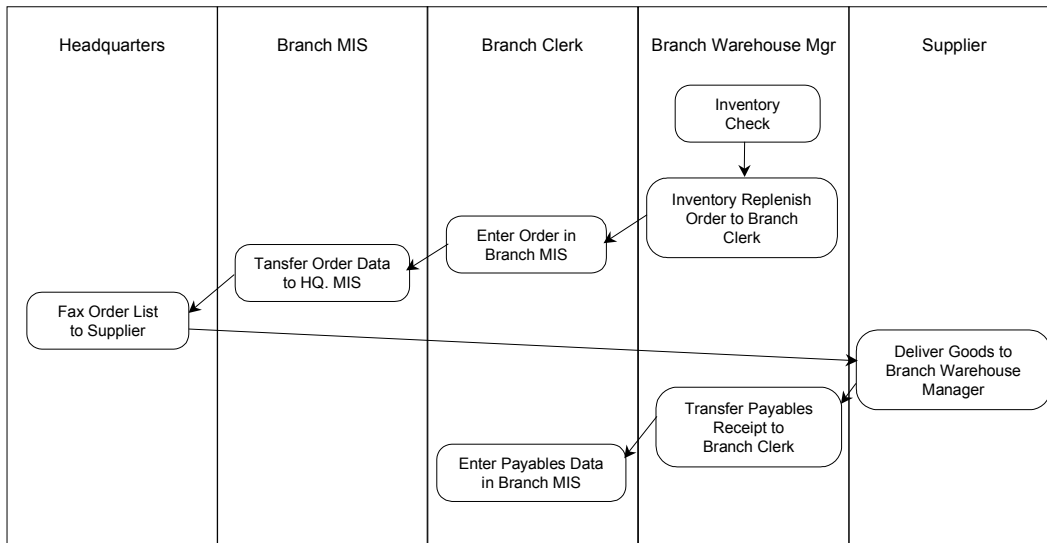 Headquarters
Branch MIS
Branch Clerk
Branch Warehouse Mgr
Supplier
Inventory
Check
Inventory Replenish
Order to Branch
Clerk
Enter Order in
Branch MIS
Tansfer Order Data
to HQ. MIS
Fax Order List
to Supplier
Deliver Goods to
Branch Warehouse
Manager
Transfer Payables
Receipt to
Branch Clerk
Enter Payables Data
in Branch MIS